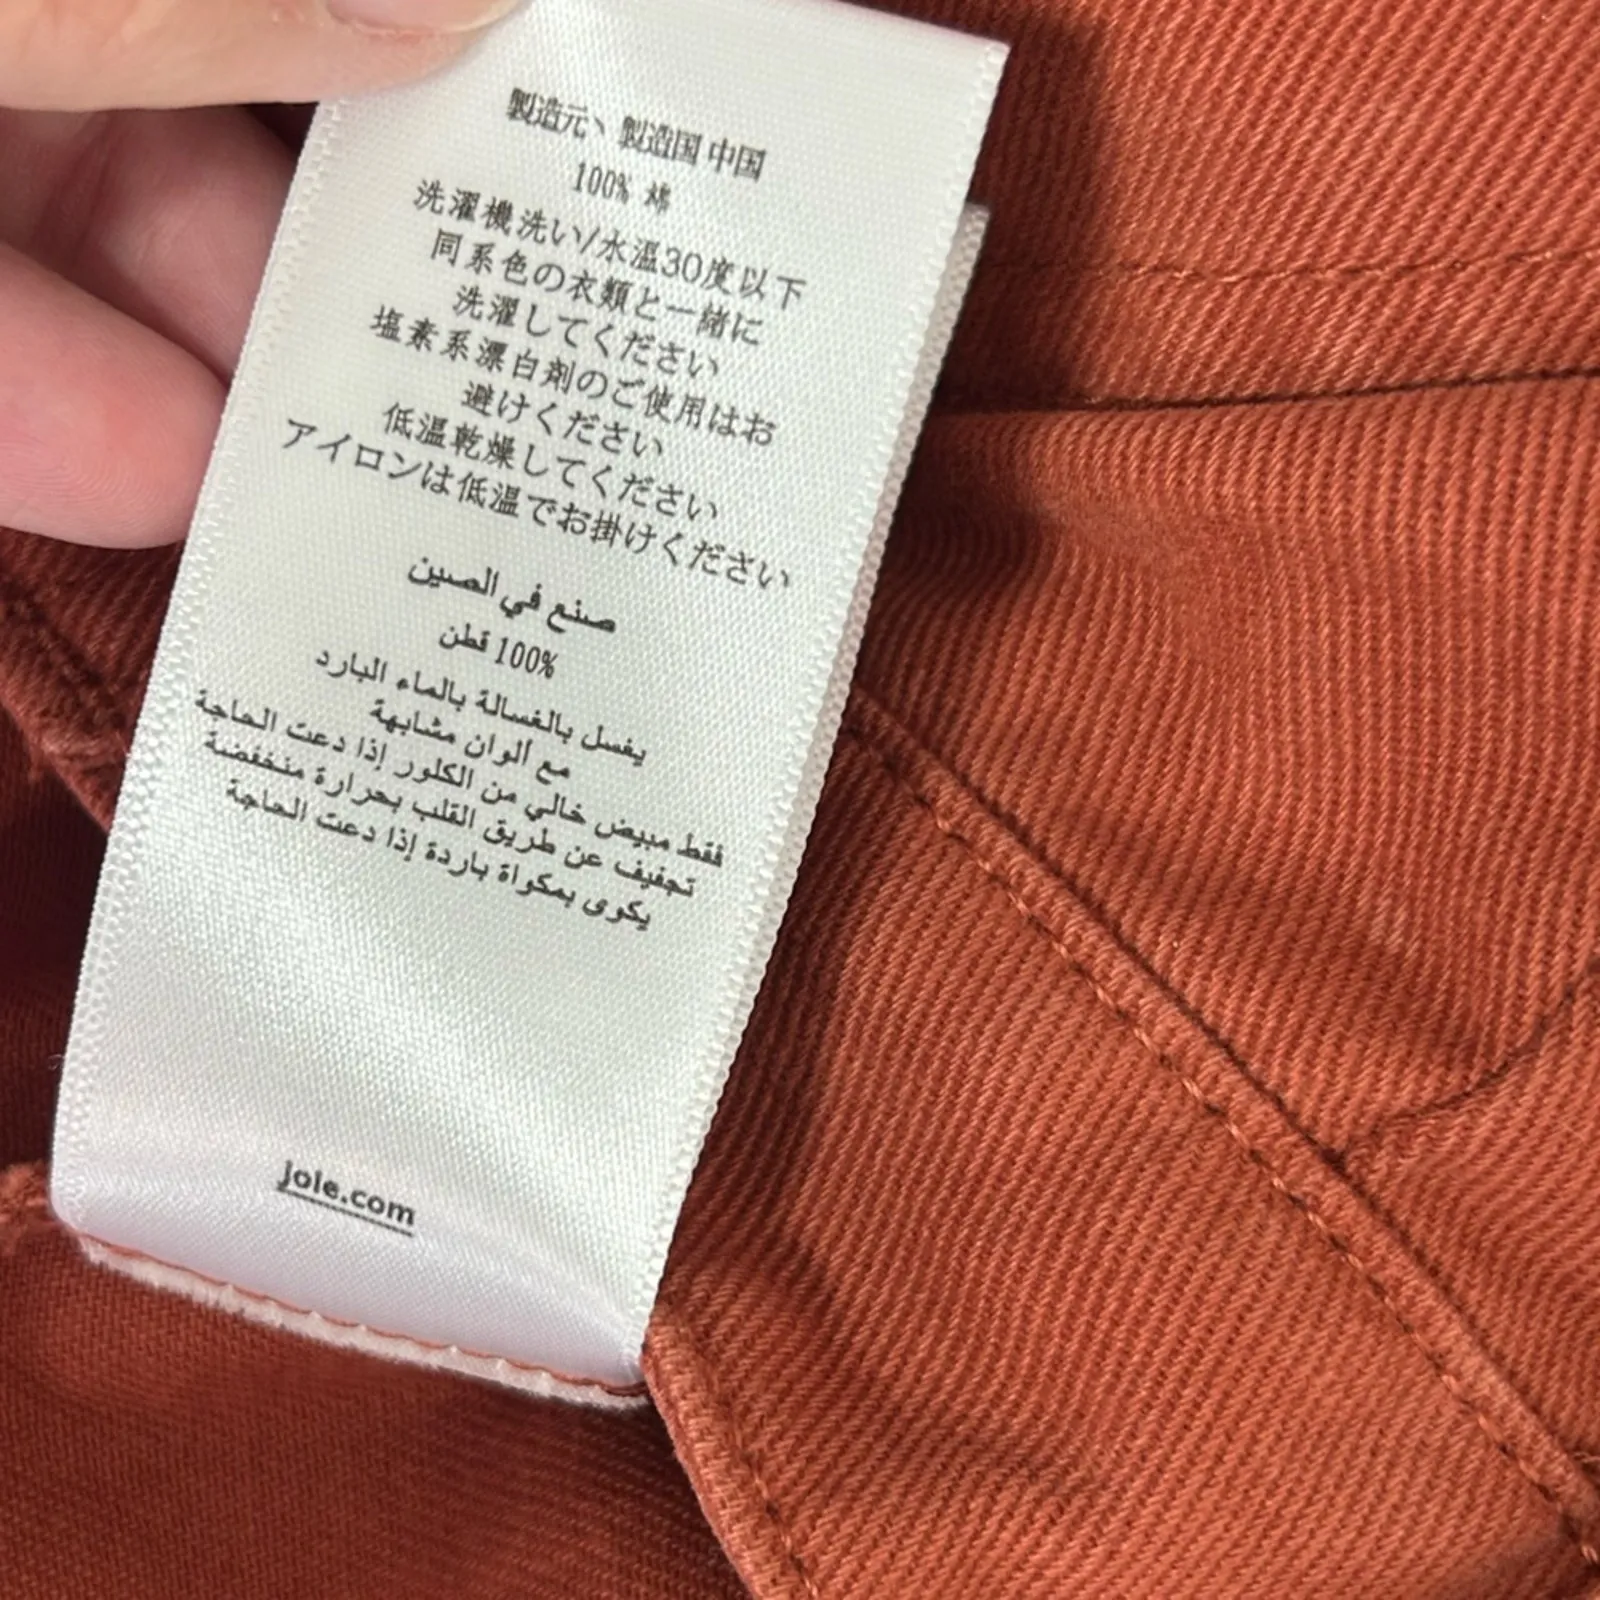 製造元、製造国 中国
100% 綿
洗濯機洗い/水温30度以下
同系色の衣類と一緒に
洗濯してください
塩素系漂白剤のご使用はお
避けください
低温乾燥してください
アイロンは低温でお掛けください
صنع في الصين
100% قطن
يغسل بالغسالة بالماء البارد
مع ألوان مشابهة
فقط مبيض خالي من الكلور إذا دعت الحاجة
تجفيف عن طريق القلب بحرارة منخفضة
يكوى بمكواة باردة إذا دعت الحاجة
jole.com